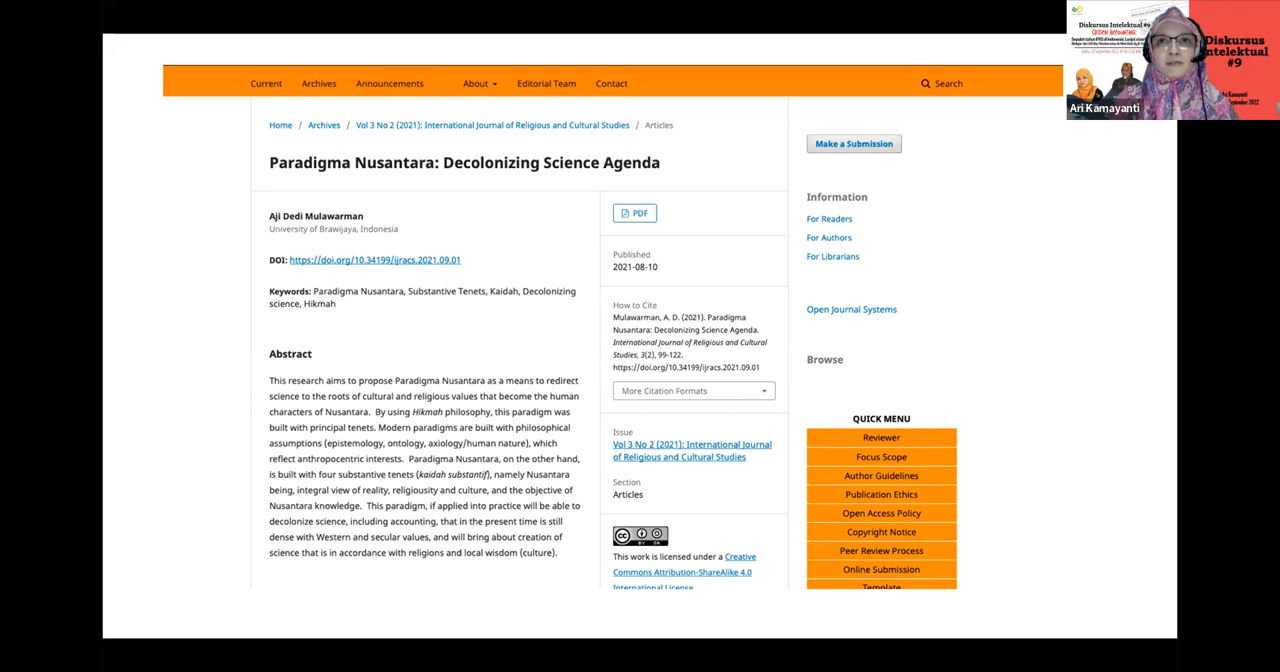 Current Archives Announcements About Editorial Team Contact Search
Home / Archives / Vol 3 No 2 (2021): International Journal of Religious and Cultural Studies / Articles
Paradigma Nusantara: Decolonizing Science Agenda
Aji Dedi Mulawarman
University of Brawijaya, Indonesia
DOI: https://doi.org/10.34199/ijracs.2021.09.01
Keywords: Paradigma Nusantara, Substantive Tenets, Kaidah, Decolonizing
science, Hikmah
Abstract
This research aims to propose Paradigma Nusantara as a means to redirect
science to the roots of cultural and religious values that become the human
characters of Nusantara. By using Hikmah philosophy, this paradigm was
built with principal tenets. Modern paradigms are built with philosophical
assumptions (epistemology, ontology, axiology/human nature), which
reflect anthropocentric interests. Paradigma Nusantara, on the other hand,
is built with four substantive tenets (kaidah substantif), namely Nusantara
being, integral view of reality, religiousity and culture, and the objective of
Nusantara knowledge. This paradigm, if applied into practice will be able to
decolonize science, including accounting, that in the present time is still
dense with Western and secular values, and will bring about creation of
science that is in accordance with religions and local wisdom (culture).
PDF
Published
2021-08-10
How to Cite
Mulawarman, A. D. (2021). Paradigma
Nusantara: Decolonizing Science Agenda.
International Journal of Religious and Cultural
Studies, 3(2), 99-122.
https://doi.org/10.34199/ijracs.2021.09.01
More Citation Formats
Issue
Vol 3 No 2 (2021): International Journal
of Religious and Cultural Studies
Section
Articles
CC BY SA
This work is licensed under a Creative
Commons Attribution-ShareAlike 4.0
International License
Make a Submission
Information
For Readers
For Authors
For Librarians
Open Journal Systems
Browse
QUICK MENU
Reviewer
Focus Scope
Author Guidelines
Publication Ethics
Open Access Policy
Copyright Notice
Peer Review Process
Online Submission
Template
Diskursus Intelektual #9
Ari Kamayanti
Diskursus
Intelektual
#9
Ari Kamayanti
September 2022